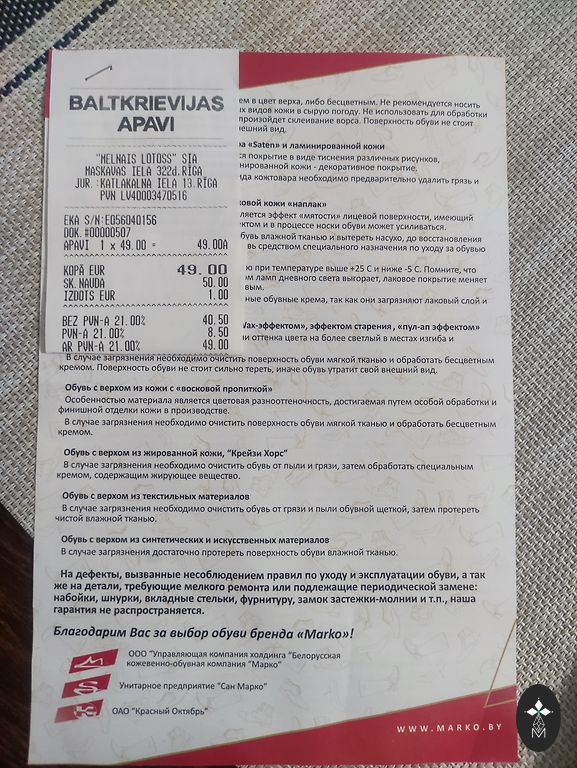 BALTKRIEVIJAS
APAVI
"MELNAIS LOTOSS" SIA
MASKAVAS IELA 322d.RĪGA
JUR.:KATLAKALNA IELA 13.RĪGA
PVN LV40003470516
EKA S/N:E056040156
DOK.#00000507
APAVI 1 x 49.00 = 49.00A
KOPĀ EUR 49.00
SK.NAUDA 50.00
IZDOTS EUR 1.00
BEZ PVN-A 21.00% 40.50
PVN-A 21.00% 8.50
AR PVN-A 21.00% 49.00
ем в цвет верха, либо бесцветным. Не рекомендуется носить
х видов кожи в сырую погоду. Не использовать для обработки
произойдет склеивание ворса. Поверхность обуви не стоит
нешний вид.
«Saten» и ламинированной кожи
покрытие в виде тиснения различных рисунков,
нированной кожи - декоративное покрытие.
ида кожтовара необходимо предварительно удалить грязь и
овой кожи «наплак»
ляется эффект «мятости» лицевой поверхности, имеющий
ектом и в процессе носки обуви может усиливаться.
бувь влажной тканью и вытереть насухо, до восстановления
вь средством специального назначения по уходу за обувью
ю при температуре выше +25 С и ниже -5 С. Помните, что
ом ламп дневного света выгорает, лаковое покрытие меняет
вым.
ные обувные крема, так как они загрязняют лаковый слой и
Wax-эффектом», эффектом старения , «пул-ап эффектом»
и оттенка цвета на более светлый в местах изгиба и
В случае загрязнения необходимо очистить поверхность обуви мягкой тканью и обработать бесцветным
кремом. Поверхность обуви не стоит сильно тереть, иначе обувь утратит свой внешний вид.
Обувь с верхом из кожи с «восковой пропиткой»
Особенностью материала является цветовая разнооттеночность, достигаемая путем особой обработки и
финишной отделки кожи в производстве.
В случае загрязнения необходимо очистить поверхность обуви мягкой тканью и обработать бесцветным
кремом.
Обувь с верхом из жированной кожи, "Крейзи Хорс"
В случае загрязнения необходимо очистить обувь от пыли и грязи, затем обработать специальным
кремом, содержащим жирующее вещество.
Обувь с верхом из текстильных материалов
В случае загрязнения необходимо очистить обувь от грязи и пыли обувной щеткой, затем протереть
чистой влажной тканью.
Обувь с верхом из синтетических и искусственных материалов
В случае загрязнения достаточно протереть поверхность обуви влажной тканью.
На дефекты, вызванные несоблюдением правил по уходу и эксплуатации обуви, а так
же на детали, требующие мелкого ремонта или подлежащие периодической замене:
набойки, шнурки, вкладные стельки, фурнитуру, замок застежки-молнии и т.п., наша
гарантия не распространяется.
Благодарим Вас за выбор обуви бренда «Marko»!
ООО "Управляющая компания холдинга "Белорусская
кожевенно-обувная компания "Марко"
Унитарное предприятие "Сан Марко"
ОАО "Красный Октябрь"
WWW.MARKO.BY
M